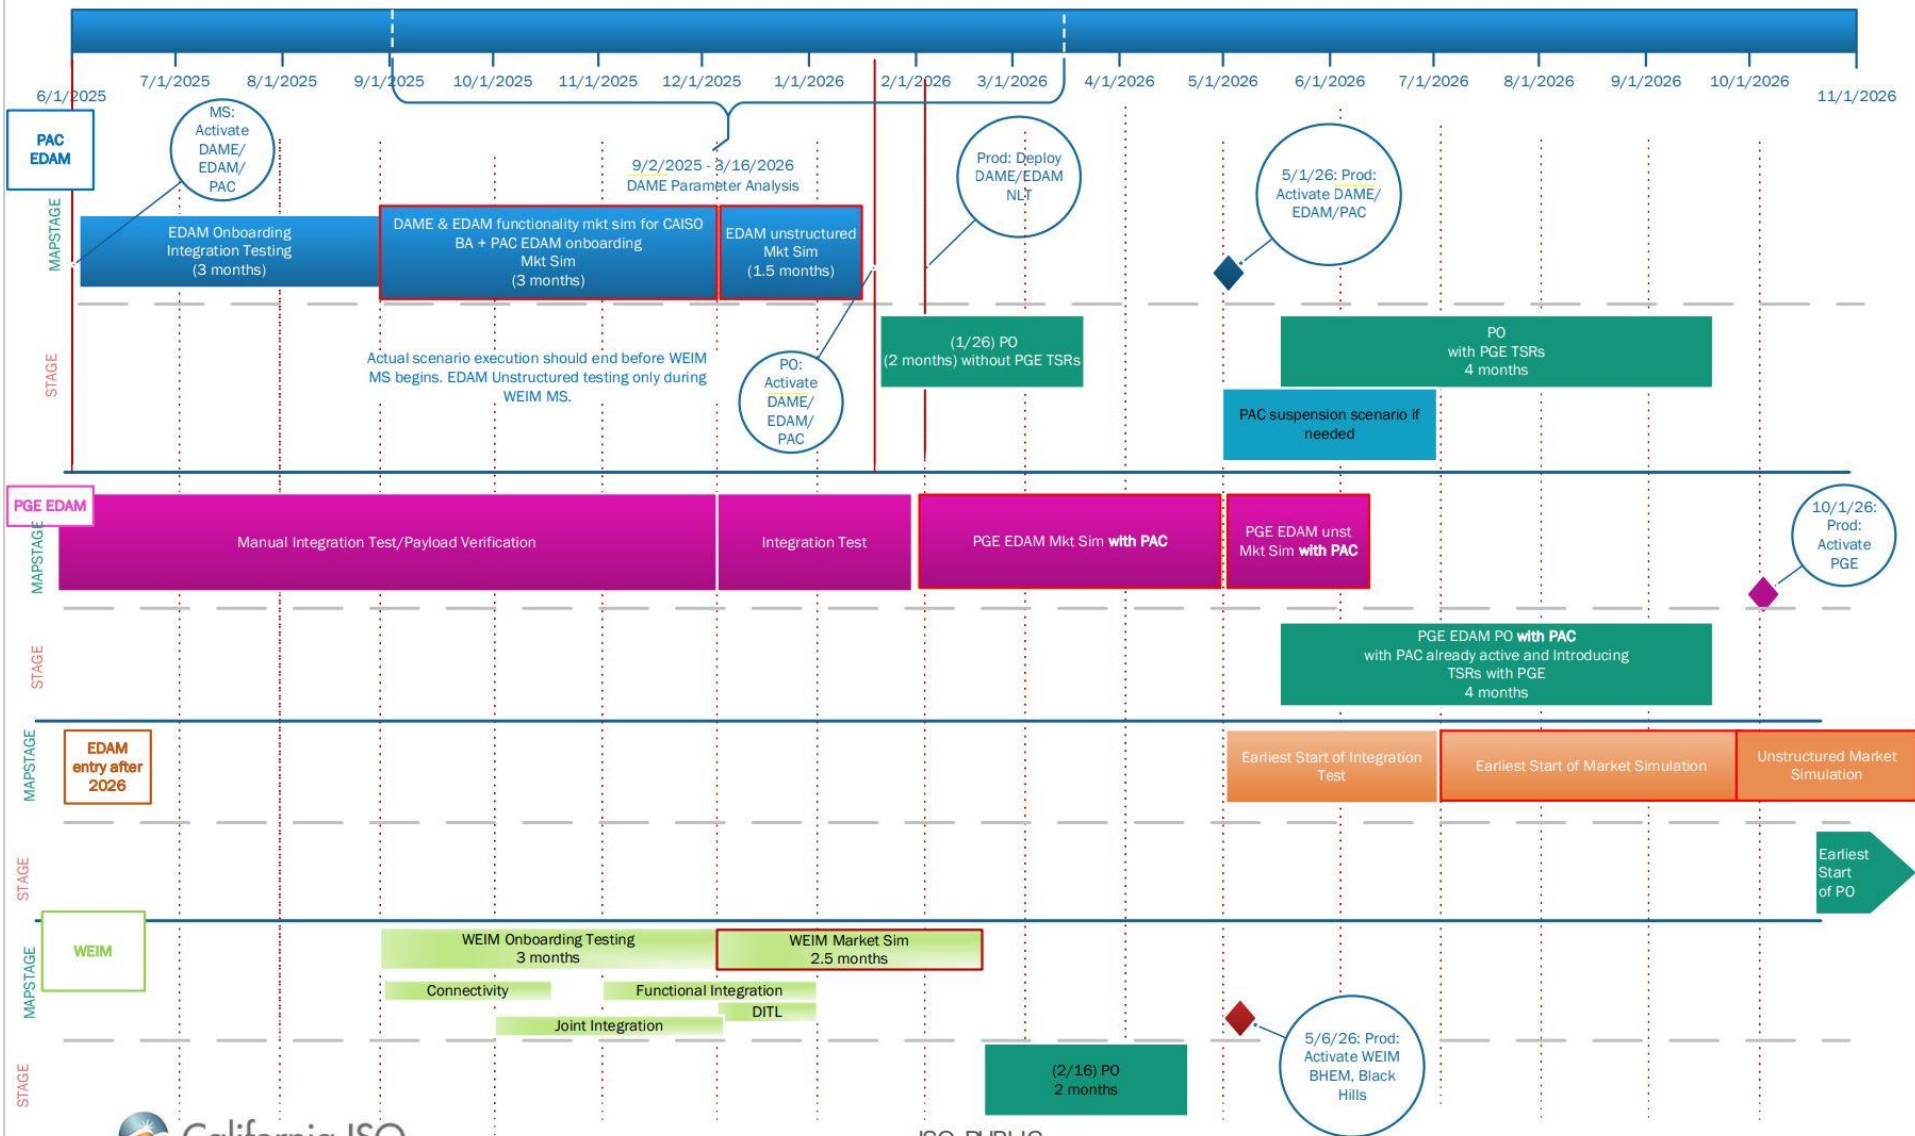 6/1/2025
7/1/2025
8/1/2025
9/1/2025
10/1/2025
11/1/2025
12/1/2025
1/1/2026
2/1/2026
3/1/2026
4/1/2026
5/1/2026
6/1/2026
7/1/2026
8/1/2026
9/1/2026
10/1/2026
11/1/2026
PAC
EDAM
MAPSTAGE
STAGE
MS:
Activate
DAME/
EDAM/
PAC
9/2/2025 - 3/16/2026
DAME Parameter Analysis
Prod: Deploy
DAME/EDAM
NLT
5/1/26: Prod:
Activate DAME/
EDAM/PAC
EDAM Onboarding
Integration Testing
(3 months)
DAME & EDAM functionality mkt sim for CAISO
BA + PAC EDAM onboarding
Mkt Sim
(3 months)
EDAM unstructured
Mkt Sim
(1.5 months)
Actual scenario execution should end before WEIM
MS begins. EDAM Unstructured testing only during
WEIM MS.
PO:
Activate
DAME/
EDAM/
PAC
(1/26) PO
(2 months) without PGE TSRs
PO
with PGE TSRs
4 months
PAC suspension scenario if
needed
PGE EDAM
MAPSTAGE
STAGE
Manual Integration Test/Payload Verification
Integration Test
PGE EDAM Mkt Sim with PAC
PGE EDAM unst
Mkt Sim with PAC
10/1/26:
Prod:
Activate
PGE
PGE EDAM PO with PAC
with PAC already active and Introducing
TSRs with PGE
4 months
MAPSTAGE
STAGE
EDAM
entry after
2026
Earliest Start of Integration
Test
Earliest Start of Market Simulation
Unstructured Market
Simulation
Earliest
Start
of PO
WEIM
MAPSTAGE
STAGE
WEIM Onboarding Testing
3 months
WEIM Market Sim
2.5 months
Connectivity
Functional Integration
DITL
Joint Integration
(2/16) PO
2 months
5/6/26: Prod:
Activate WEIM
BHEM, Black
Hills
California ISO
ISO PUBLIC